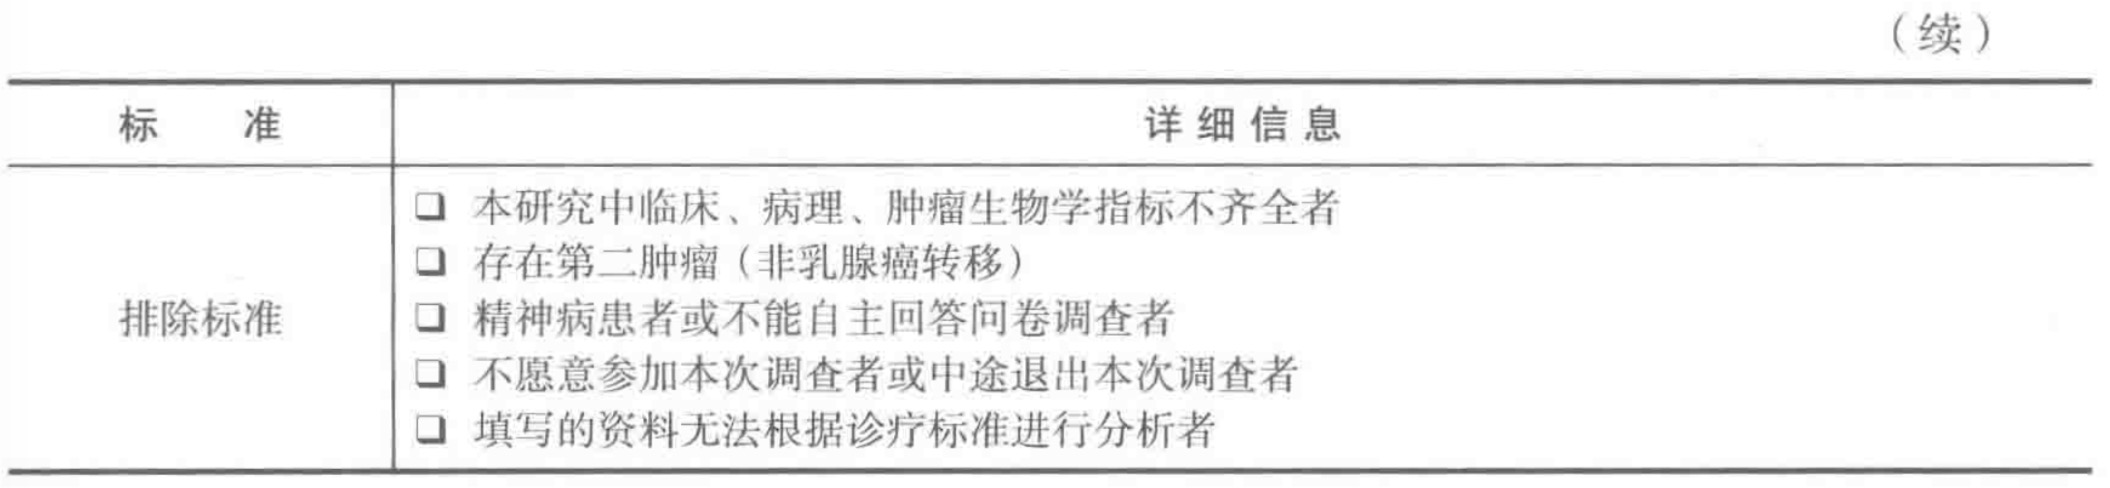 （续）
标 准
详细信息
❑ 本研究中临床、病理、肿瘤生物学指标不齐全者
❑ 存在第二肿瘤（非乳腺癌转移）
排除标准
❑ 精神病患者或不能自主回答问卷调查者
❑ 不愿意参加本次调查者或中途退出本次调查者
❑ 填写的资料无法根据诊疗标准进行分析者